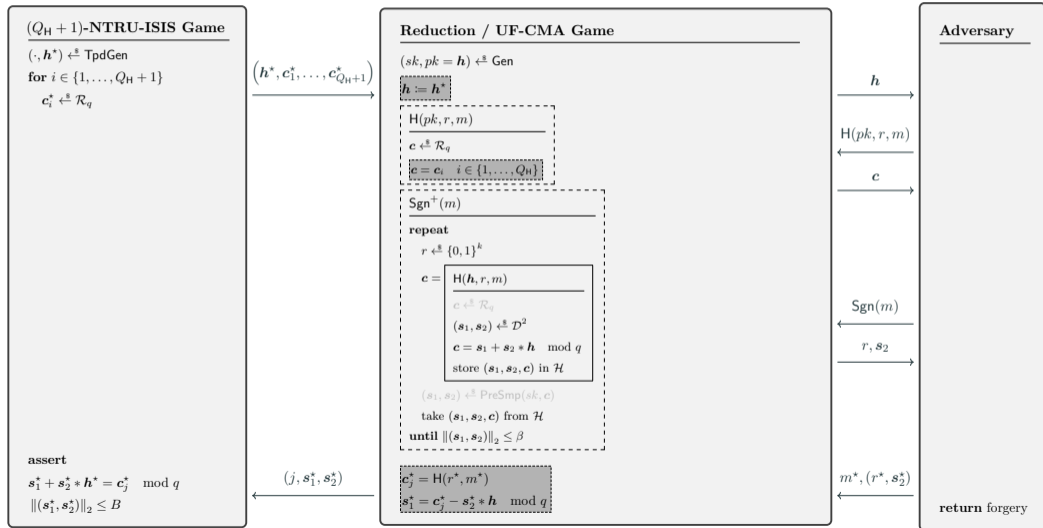 (Q_H + 1)-NTRU-ISIS Game
(·, h*) ←$ TpdGen
for i ∈ {1, . . . , Q_H + 1}
c*_i ←$ R_q
assert
s*_1 + s*_2 * h* = c*_j mod q
‖(s*_1, s*_2)‖_2 ≤ B
(h*, c*_1, . . . , c*_{Q_H+1})
(j, s*_1, s*_2)
Reduction / UF-CMA Game
(sk, pk = h) ←$ Gen
h := h*
H(pk, r, m)
c ←$ R_q
c = c_i i ∈ {1, . . . , Q_H}
Sgn⁺(m)
repeat
r ←$ {0, 1}^k
c = H(h, r, m)
c ←$ R_q
(s_1, s_2) ←$ D^2
c = s_1 + s_2 * h mod q
store (s_1, s_2, c) in H
(s_1, s_2) ←$ PreSmp(sk, c)
take (s_1, s_2, c) from H
until ‖(s_1, s_2)‖_2 ≤ β
c*_j = H(r*, m*)
s*_1 = c*_j − s*_2 * h mod q
h
H(pk, r, m)
c
Sgn(m)
r, s_2
m*, (r*, s*_2)
Adversary
return forgery